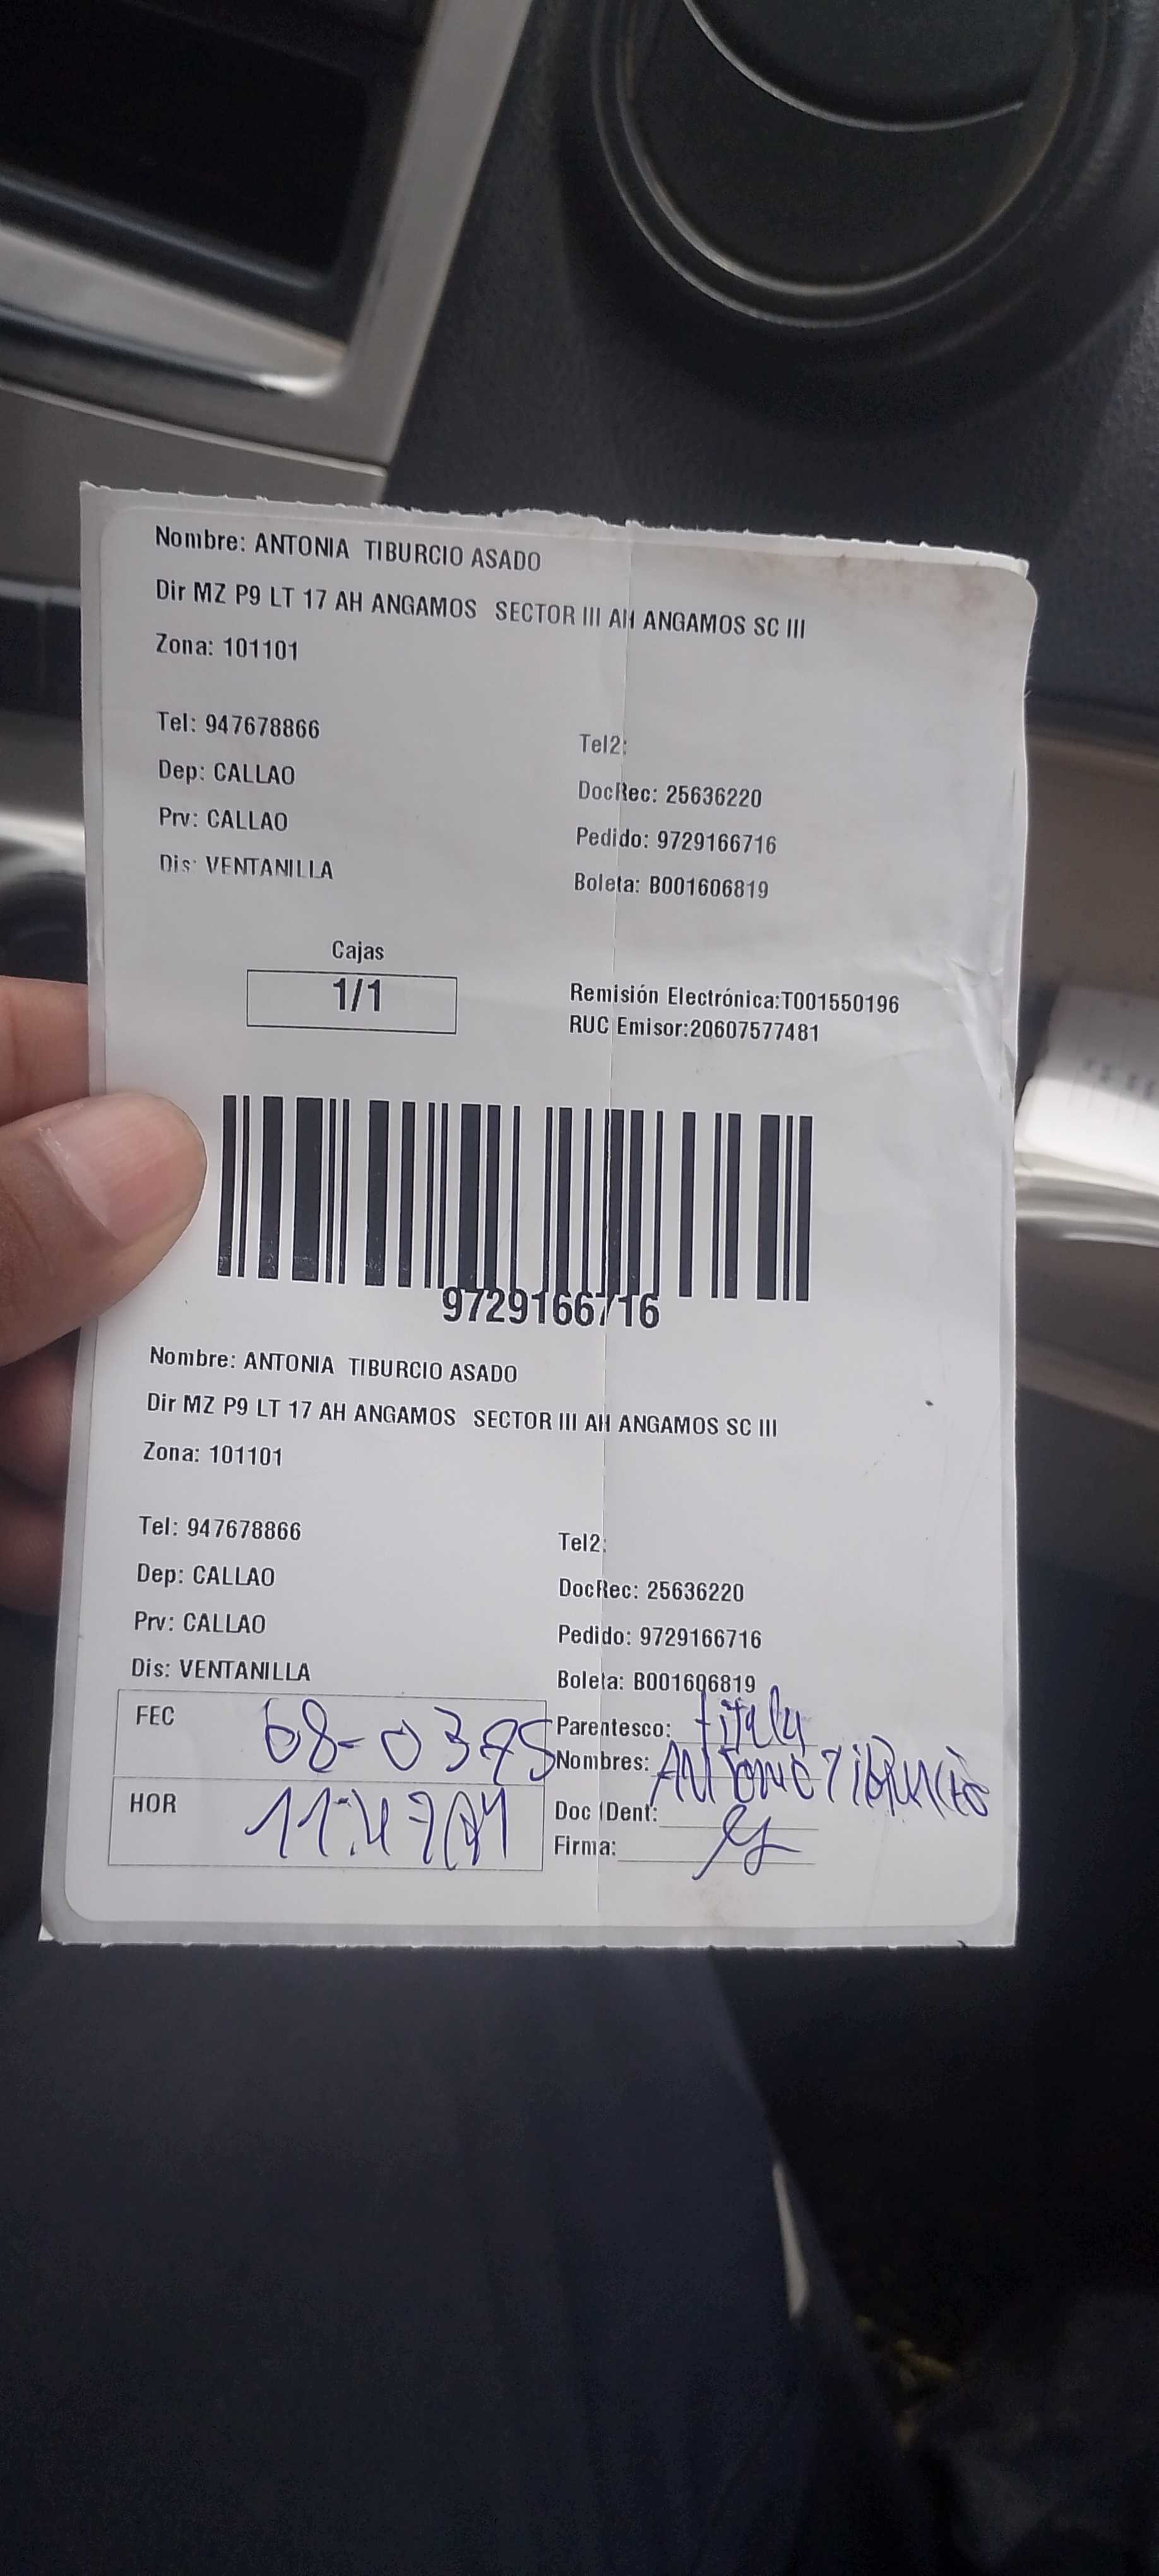 Nombre: ANTONIA TIBURCIO ASADO
Dir MZ P9 LT 17 AH ANGAMOS SECTOR III AH ANGAMOS SC III
Zona: 101101
Tel: 947678866
Tel2:
Dep: CALLAO
DocRec: 25636220
Prv: CALLAO
Pedido: 9729166716
Dis: VENTANILLA
Boleta: B001606819
Cajas
1/1
Remisión Electrónica:T001550196
RUC Emisor:20607577481
9729166716
Nombre: ANTONIA TIBURCIO ASADO
Dir MZ P9 LT 17 AH ANGAMOS SECTOR III AH ANGAMOS SC III
Zona: 101101
Tel: 947678866
Tel2:
Dep: CALLAO
DocRec: 25636220
Prv: CALLAO
Pedido: 9729166716
Dis: VENTANILLA
Boleta: B001606819
FEC
Parentesco:
Nombres:
HOR
Doc IDent:
Firma: